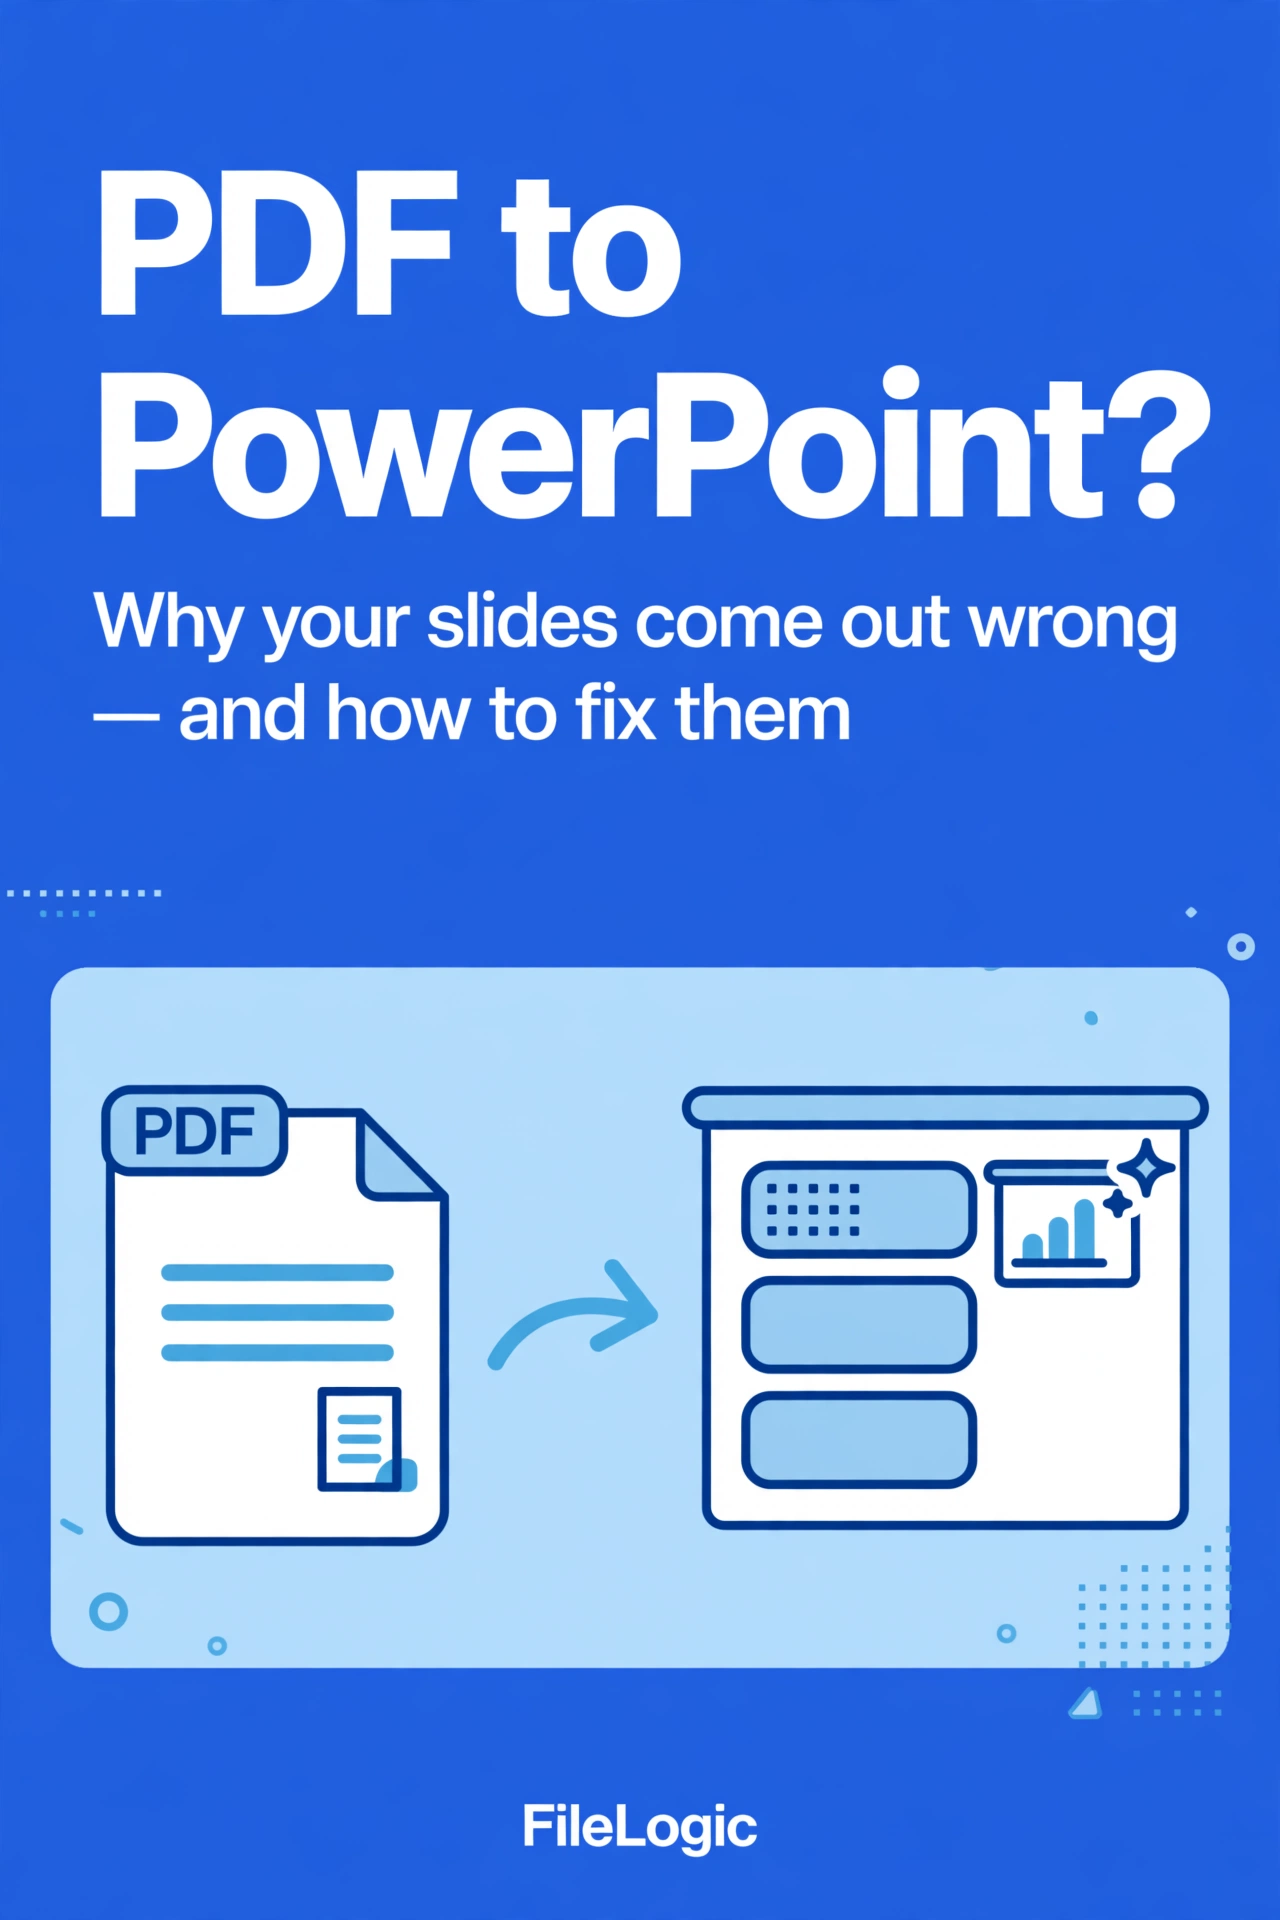 PDF to
PowerPoint?
Why your slides come out wrong
— and how to fix them
PDF
FileLogic